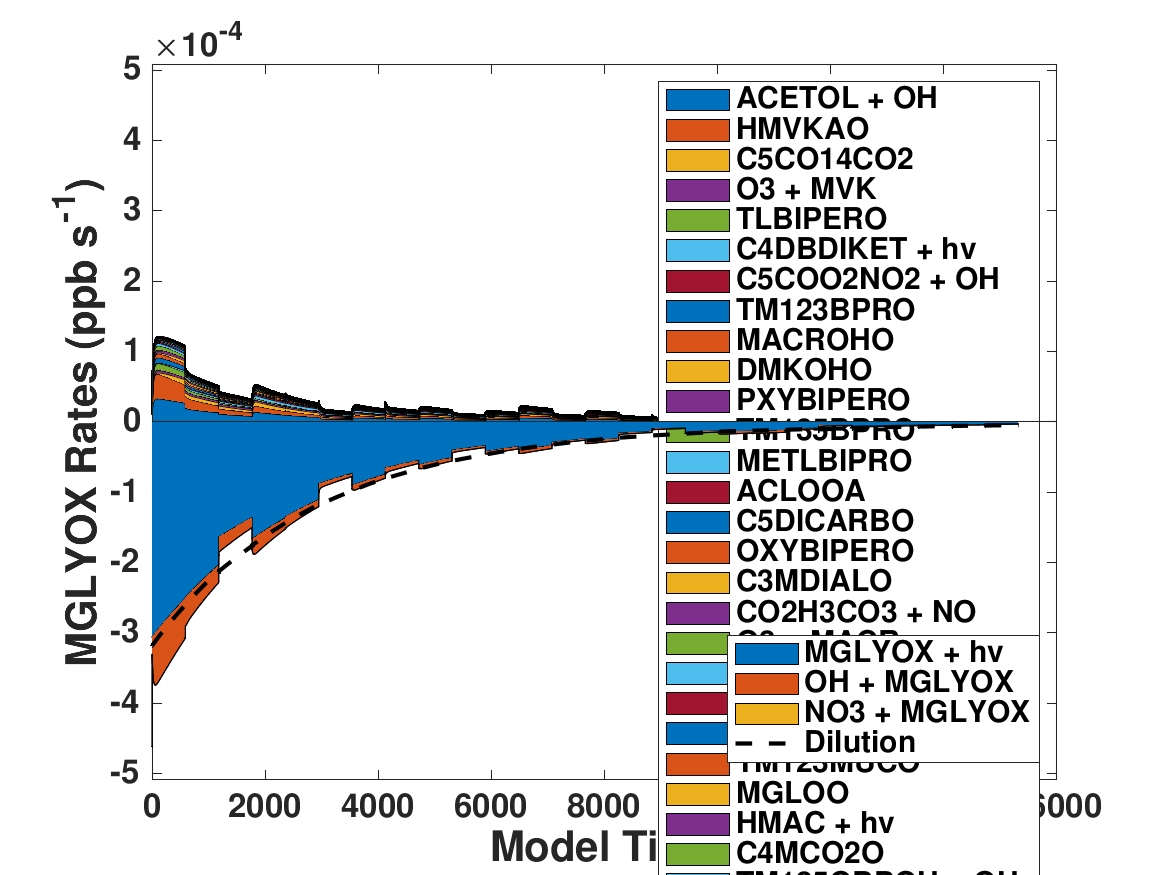 ×10-4
5
4
3
2
1
0
-1
-2
-3
-4
-5
MGLYOX Rates (ppb s-1)
ACETOL + OH
HMVKAO
C5CO14CO2
O3 + MVK
TLBIPERO
C4DBDIKET + hv
C5COO2NO2 + OH
TM123BPRO
MACROHO
DMKOHO
PXYBIPERO
TM135BPRO
METLBIPRO
ACLOOA
C5DICARBO
OXYBIPERO
C3MDIALO
CO2H3CO3 + NO
MGLYOX + hv
OH + MGLYOX
NO3 + MGLYOX
Dilution
TM123MUCO
MGLOO
HMAC + hv
C4MCO2O
0
2000
4000
6000
8000
6000
Model Ti